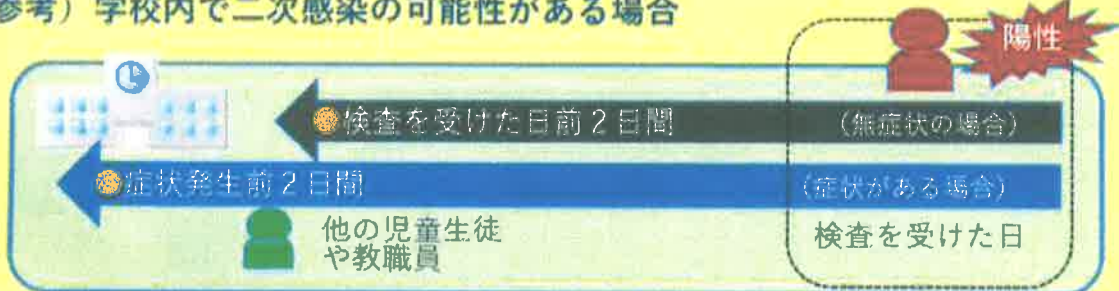 参考）学校内で二次感染の可能性がある場合
陽性
検査を受けた日前２日間
（無症状の場合）
症状発生前２日間
（症状がある場合）
他の児童生徒
や教職員
検査を受けた日